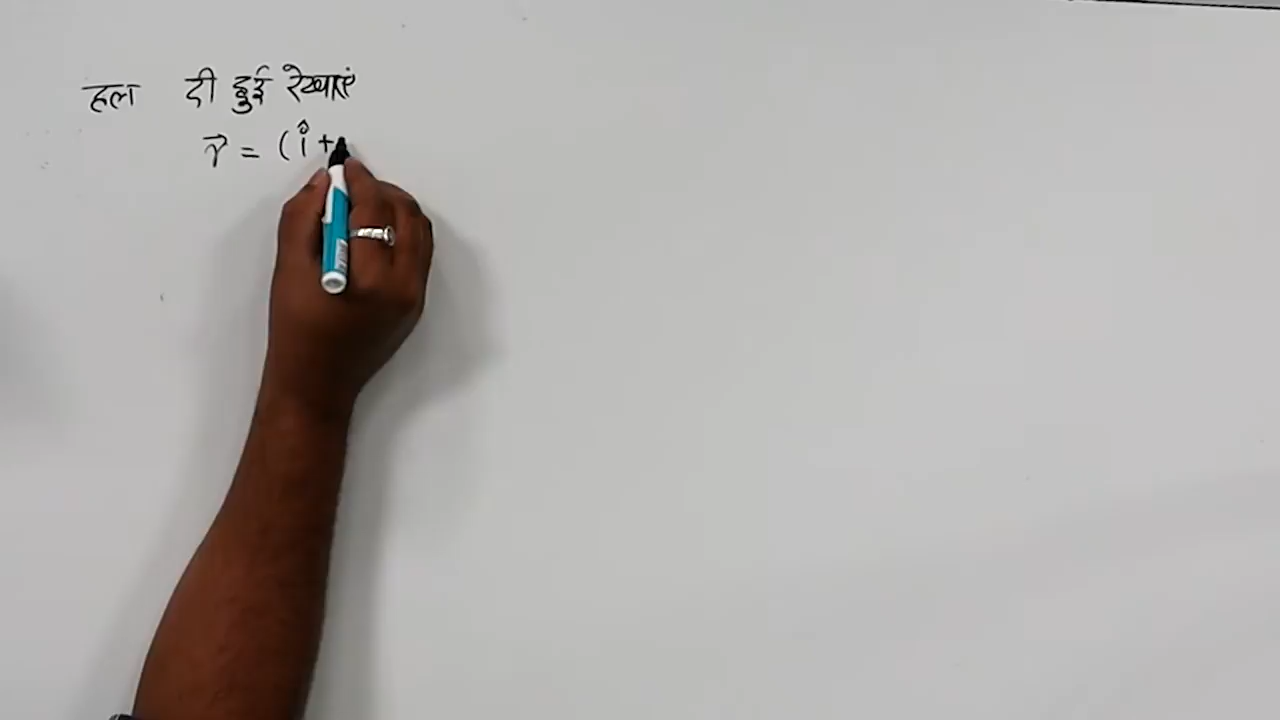 हल दी हुई रेखाएं
r⃗ = (î +